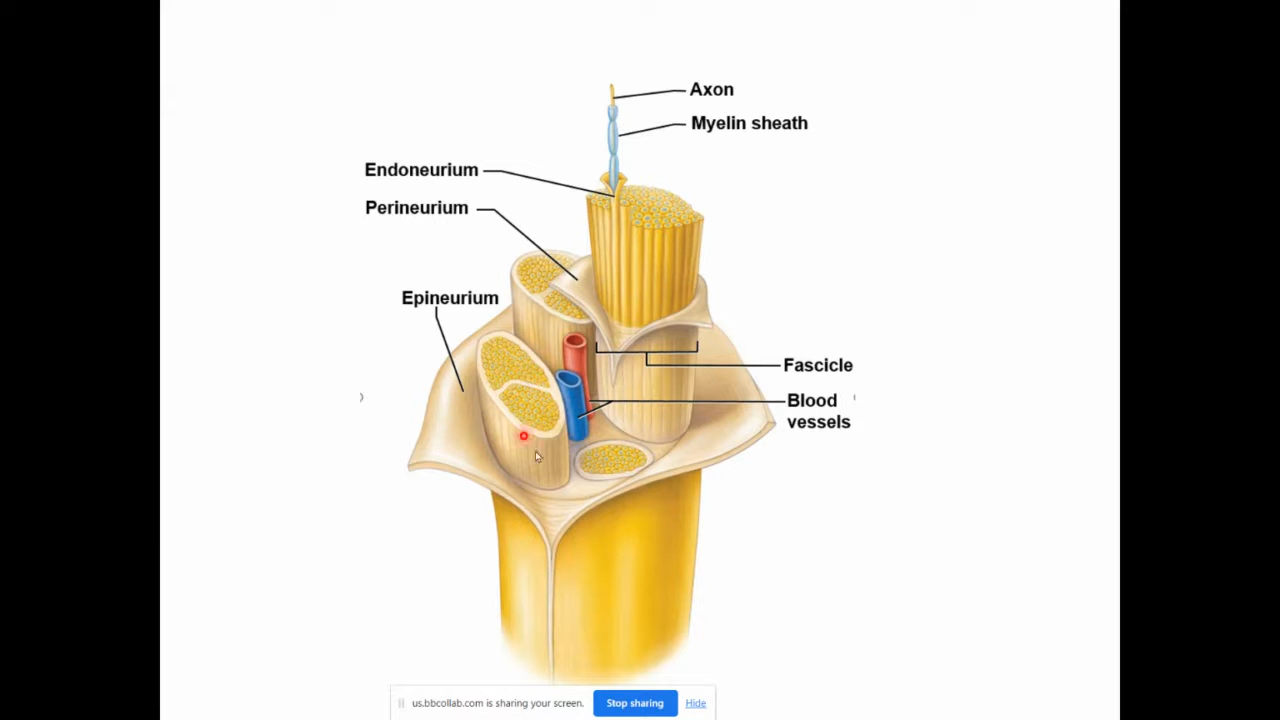 Axon
Myelin sheath
Endoneurium
Perineurium
Epineurium
Fascicle
Blood
vessels
us.bbcollab.com is sharing your screen. Stop sharing Hide